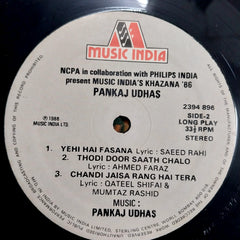 MUSIC INDIA
NCPA in collaboration with PHILIPS INDIA
present MUSIC INDIA'S KHAZANA '86
PANKAJ UDHAS
2394 896
SIDE-2
LONG PLAY
33⅓ RPM
STEREO
℗ 1986
MUSIC INDIA LTD.
1. YEHI HAI FASANA Lyric : SAEED RAHI
2. THODI DOOR SAATH CHALO
Lyric : AHMED FARAZ
3. CHANDI JAISA RANG HAI TERA
Lyric : QATEEL SHIFAI &
MUMTAZ RASHID
MUSIC :
PANKAJ UDHAS